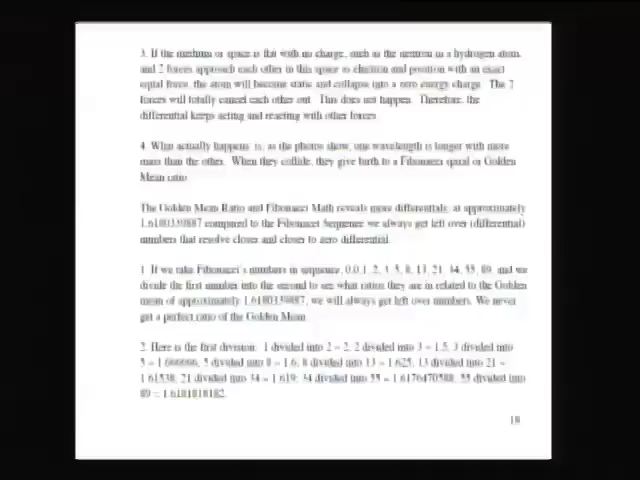 3. If the medium or space is flat with no charge, such as the neutron in a hydrogen atom,
and 2 forces approach each other in this space as electron and positron with an exact
equal force, the atom will become static and collapse into a zero energy charge. The 2
forces will totally cancel each other out. This does not happen. Therefore, the
differential keeps acting and reacting with other forces.
4. What actually happens, is, as the photos show, one wavelength is longer with more
mass than the other. When they collide, they give birth to a Fibonacci spiral or Golden
Mean ratio.
The Golden Mean Ratio and Fibonacci Math reveals more differentials, at approximately
1.6180339887 compared to the Fibonacci Sequence we always get left over (differential)
numbers that resolve closer and closer to zero differential.
1. If we take Fibonacci's numbers in sequence, 0,0,1, 2, 3, 5, 8, 13, 21, 34, 55, 89, and we
divide the first number into the second to see what ratios they are in related to the Golden
mean of approximately 1.6180339887, we will always get left over numbers. We never
get a perfect ratio of the Golden Mean.
2. Here is the first division: 1 divided into 2 = 2, 2 divided into 3 = 1.5, 3 divided into
5 = 1.666666, 5 divided into 8 = 1.6, 8 divided into 13 = 1.625, 13 divided into 21 =
1.61538, 21 divided into 34 = 1.619, 34 divided into 55 = 1.6176470588, 55 divided into
89 = 1.6181818182.
18